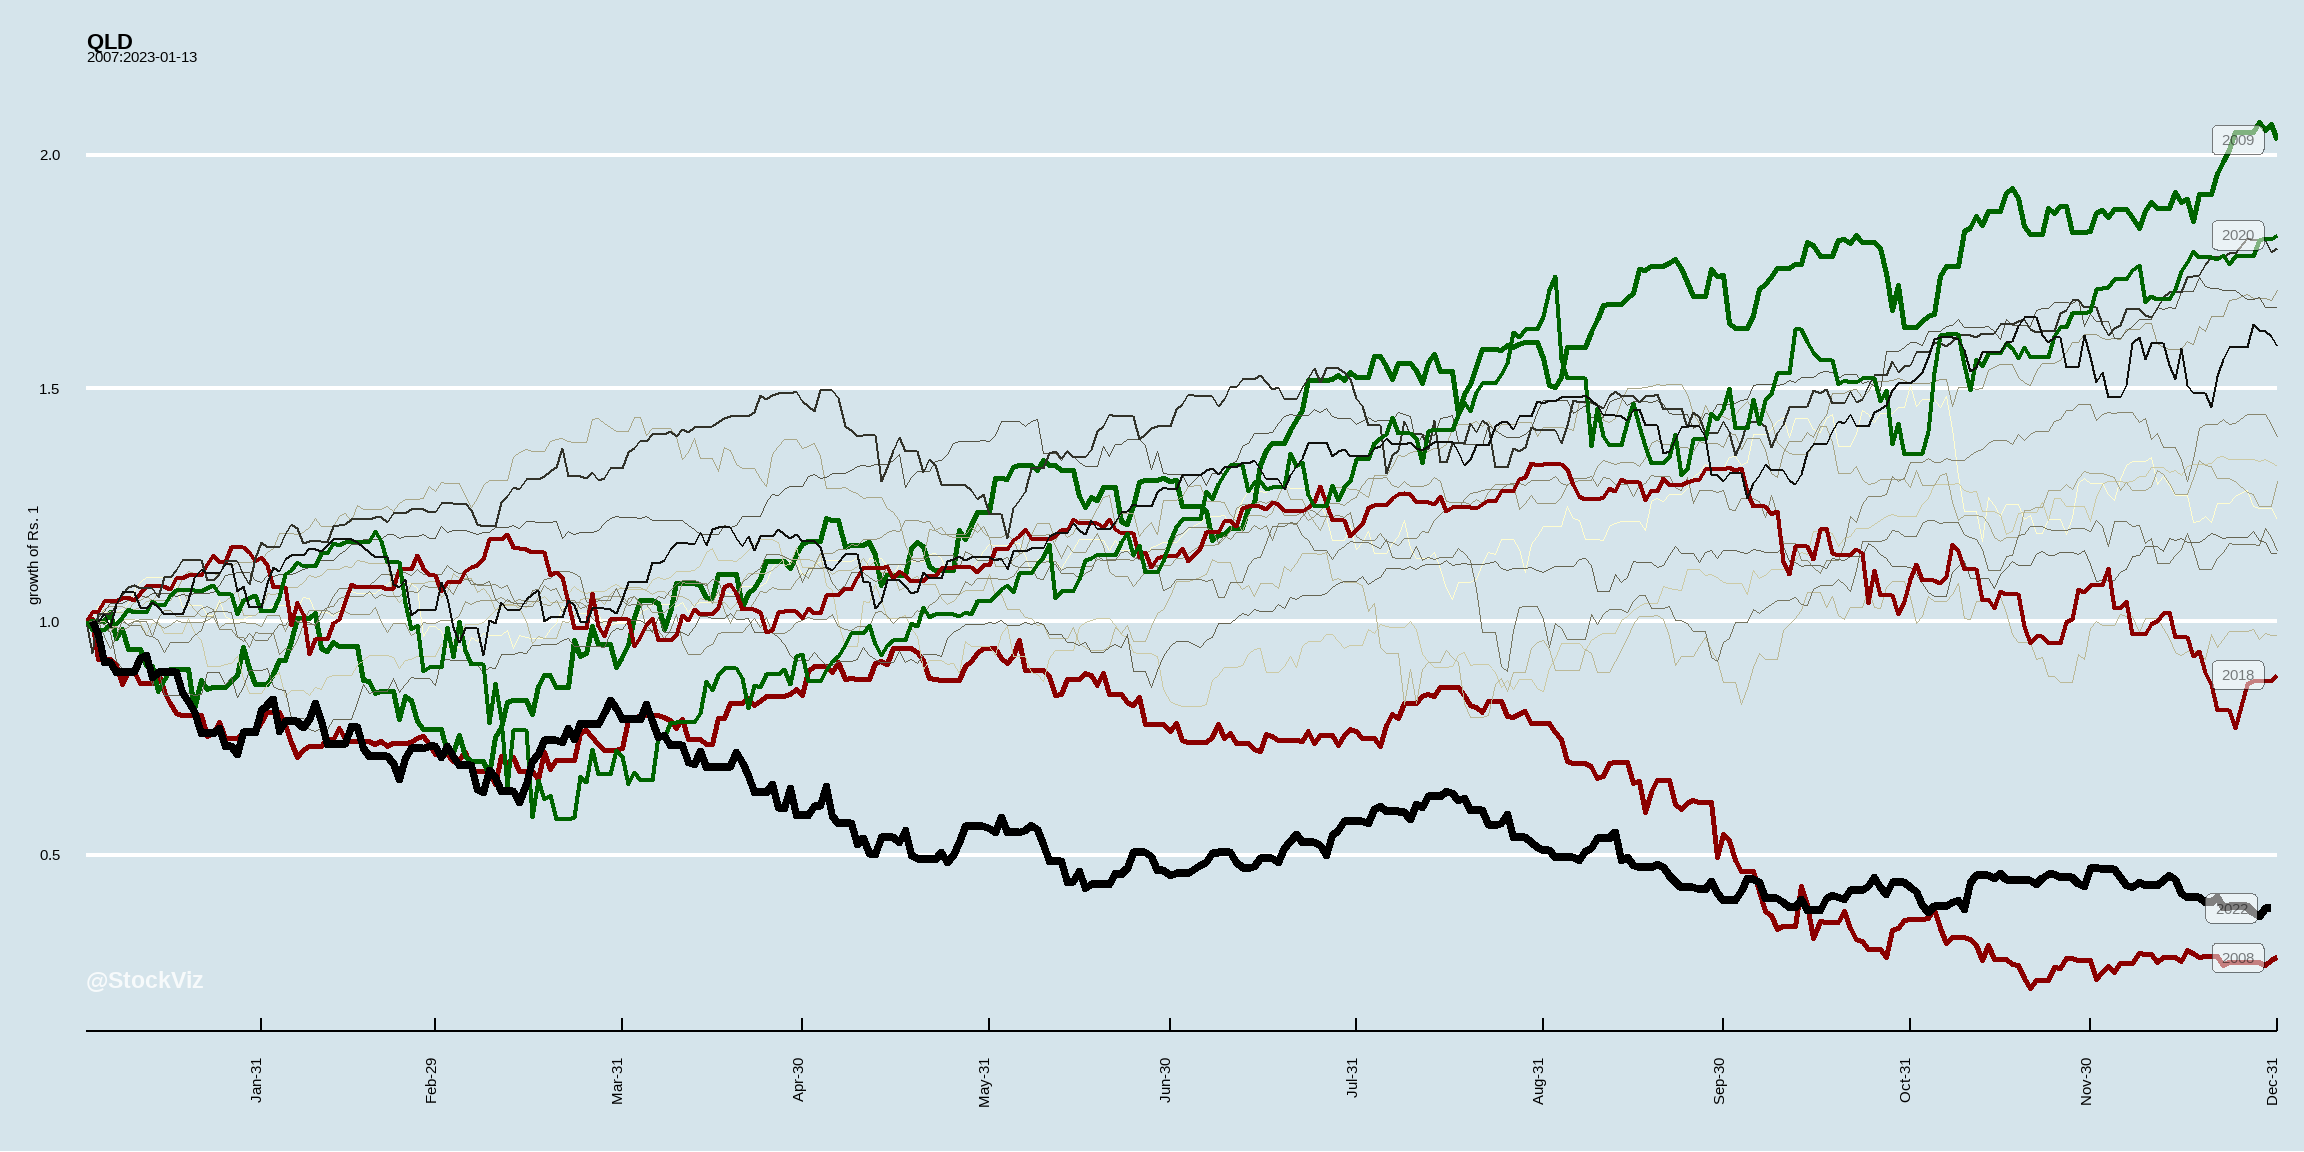 QLD
2007:2023-01-13
2.0
1.5
1.0
0.5
growth of Rs. 1
2009
2020
2018
2022
2008
@StockViz
Jan-31
Feb-29
Mar-31
Apr-30
May-31
Jun-30
Jul-31
Aug-31
Sep-30
Oct-31
Nov-30
Dec-31